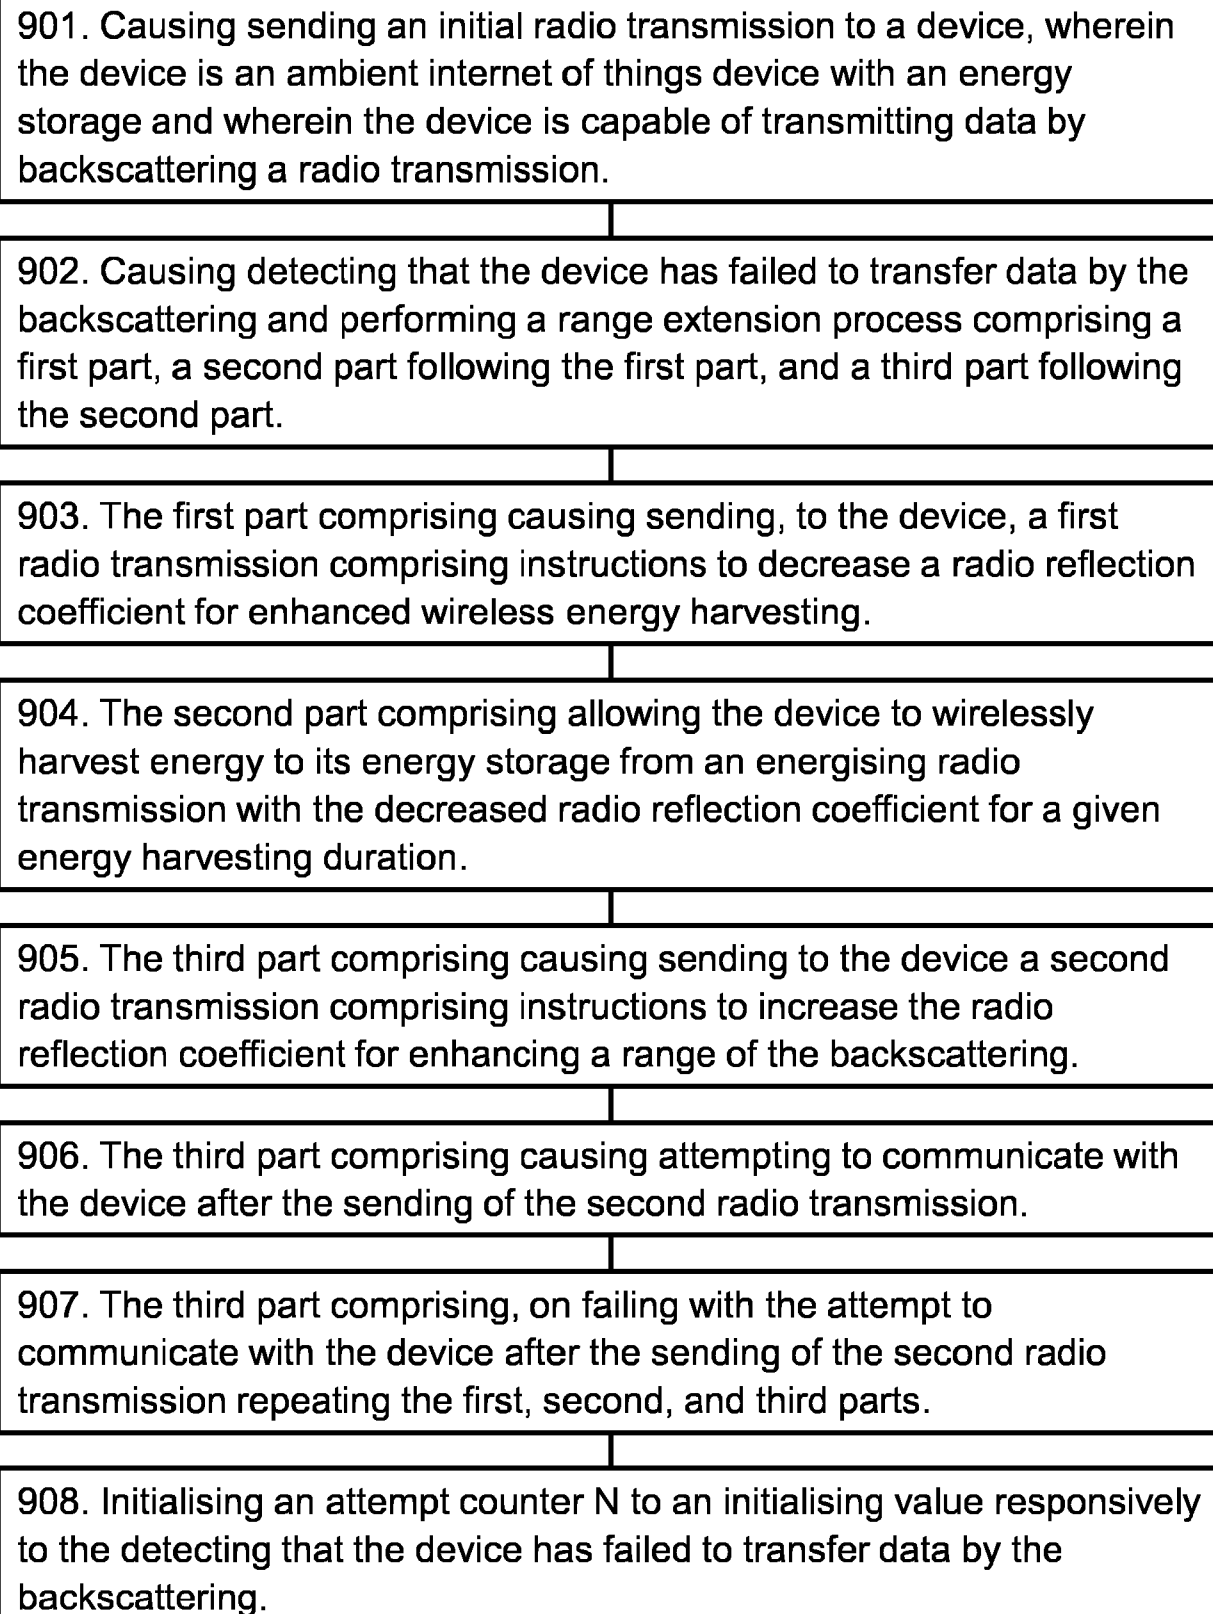 901. Causing sending an initial radio transmission to a device, wherein
the device is an ambient internet of things device with an energy
storage and wherein the device is capable of transmitting data by
backscattering a radio transmission.
902. Causing detecting that the device has failed to transfer data by the
backscattering and performing a range extension process comprising a
first part, a second part following the first part, and a third part following
the second part.
903. The first part comprising causing sending, to the device, a first
radio transmission comprising instructions to decrease a radio reflection
coefficient for enhanced wireless energy harvesting.
904. The second part comprising allowing the device to wirelessly
harvest energy to its energy storage from an energising radio
transmission with the decreased radio reflection coefficient for a given
energy harvesting duration.
905. The third part comprising causing sending to the device a second
radio transmission comprising instructions to increase the radio
reflection coefficient for enhancing a range of the backscattering.
906. The third part comprising causing attempting to communicate with
the device after the sending of the second radio transmission.
907. The third part comprising, on failing with the attempt to
communicate with the device after the sending of the second radio
transmission repeating the first, second, and third parts.
908. Initialising an attempt counter N to an initialising value responsively
to the detecting that the device has failed to transfer data by the
backscattering.